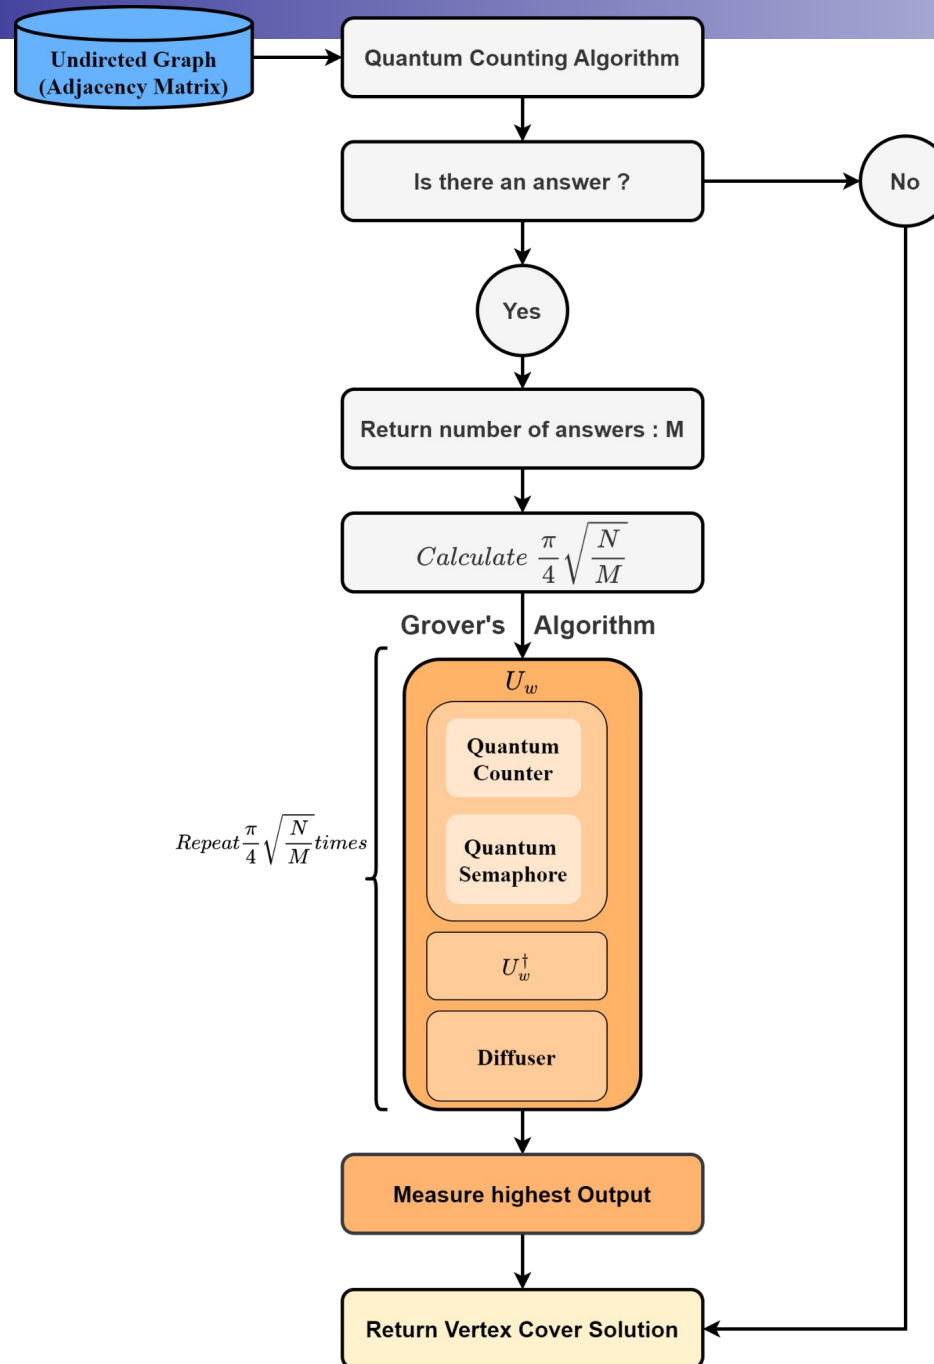 Undircted Graph
(Adjacency Matrix)
Quantum Counting Algorithm
Is there an answer ?
No
Yes
Return number of answers : M
Calculate π/4 √(N/M)
Grover's Algorithm
U_w
Quantum
Counter
Repeat π/4 √(N/M) times
Quantum
Semaphore
U_w^†
Diffuser
Measure highest Output
Return Vertex Cover Solution